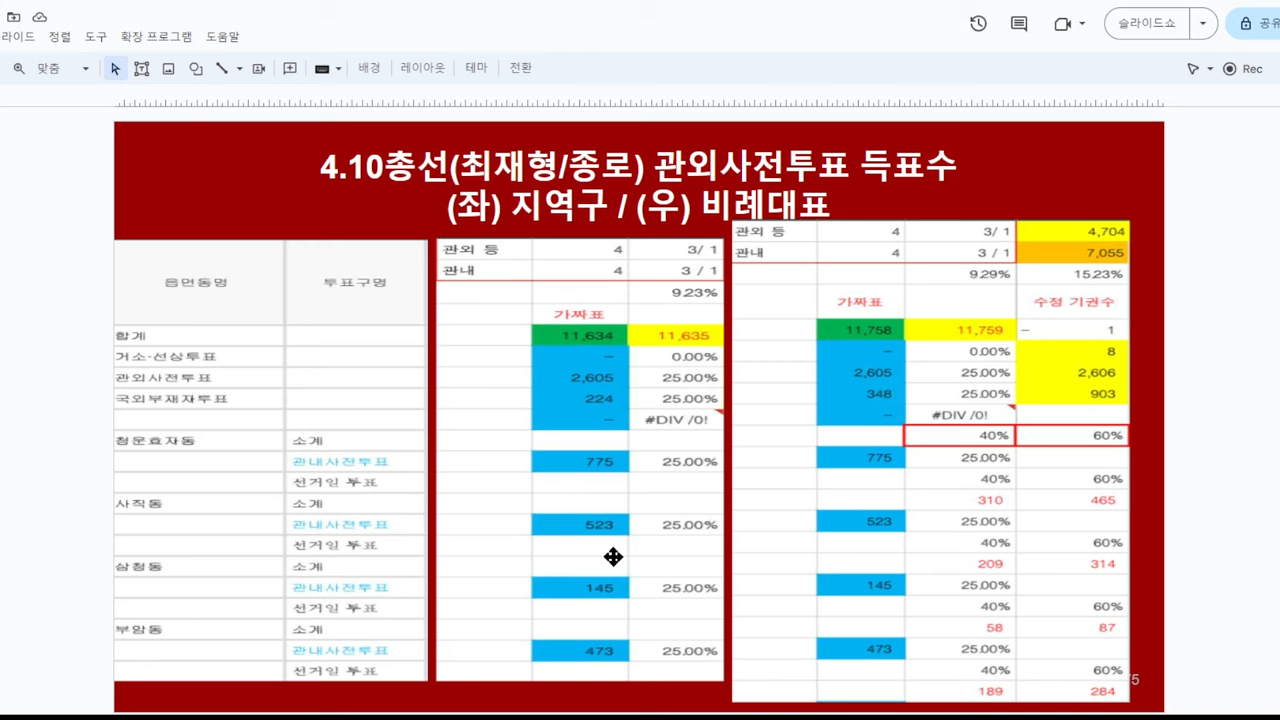 라이드 정렬 도구 확장 프로그램 도움말
슬라이드쇼
공유
맞춤 배경 레이아웃 테마 전환 Rec
4.10총선(최재형/종로) 관외사전투표 득표수
(좌) 지역구 / (우) 비례대표
읍면동명 투표구명
합계
거소·선상투표
관외사전투표
국외부재자투표
청운효자동 소계
관내사전투표
선거일 투표
사직동 소계
관내사전투표
선거일 투표
삼청동 소계
관내사전투표
선거일 투표
부암동 소계
관내사전투표
선거일 투표
관외 등 4 3/ 1
관내 4 3 / 1
9.23%
가짜표
11,634 11,635
– 0.00%
2,605 25.00%
224 25.00%
– #DIV /0!
775 25.00%
523 25.00%
145 25.00%
473 25.00%
관외 등 4 3/ 1 4,704
관내 4 3 / 1 7,055
9.29% 15.23%
가짜표 수정 기권수
11,758 11,759 – 1
– 0.00% 8
2,605 25.00% 2,606
348 25.00% 903
– #DIV /0!
40% 60%
775 25.00%
40% 60%
310 465
523 25.00%
40% 60%
209 314
145 25.00%
40% 60%
58 87
473 25.00%
40% 60%
189 284
/5